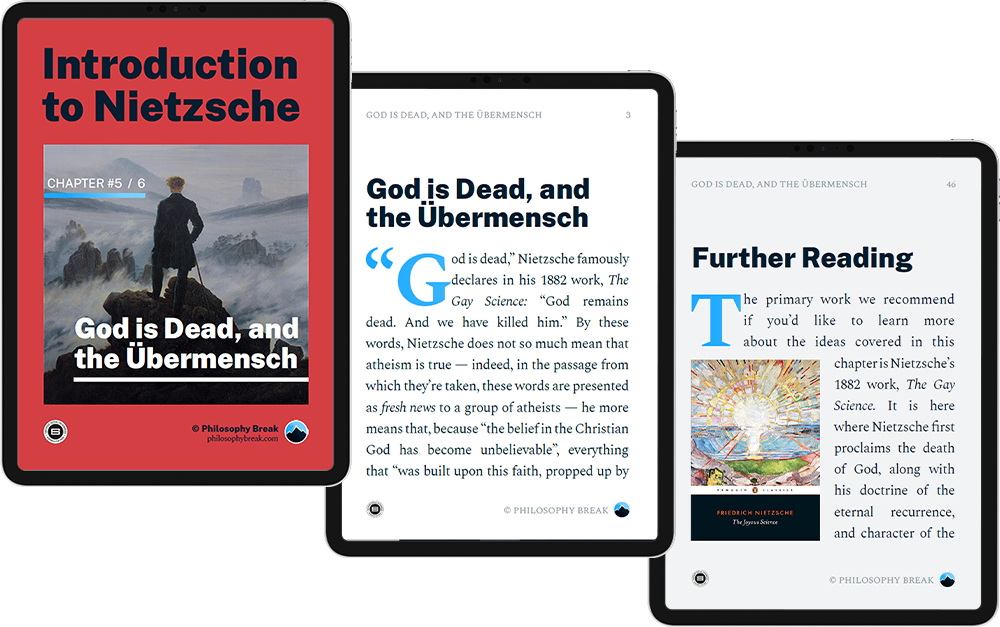 Introduction
to Nietzsche
CHAPTER #5 / 6
God is Dead, and
the Übermensch
© Philosophy Break
philosophybreak.com
GOD IS DEAD, AND THE ÜBERMENSCH 3
God is Dead, and
the Übermensch
“God is dead,” Nietzsche famously
declares in his 1882 work, The
Gay Science: “God remains
dead. And we have killed him.” By these
words, Nietzsche does not so much mean that
atheism is true — indeed, in the passage from
which they’re taken, these words are presented
as fresh news to a group of atheists — he more
means that, because “the belief in the Christian
God has become unbelievable”, everything
that “was built upon this faith, propped up by
© PHILOSOPHY BREAK
GOD IS DEAD, AND THE ÜBERMENSCH 46
Further Reading
The primary work we recommend
if you’d like to learn more
about the ideas covered in this
chapter is Nietzsche’s
1882 work, The Gay
Science. It is here
where Nietzsche first
proclaims the death
of God, along with
his doctrine of the
eternal recurrence,
and character of the
PENGUIN CLASSICS
FRIEDRICH NIETZSCHE
The Joyous Science
© PHILOSOPHY BREAK